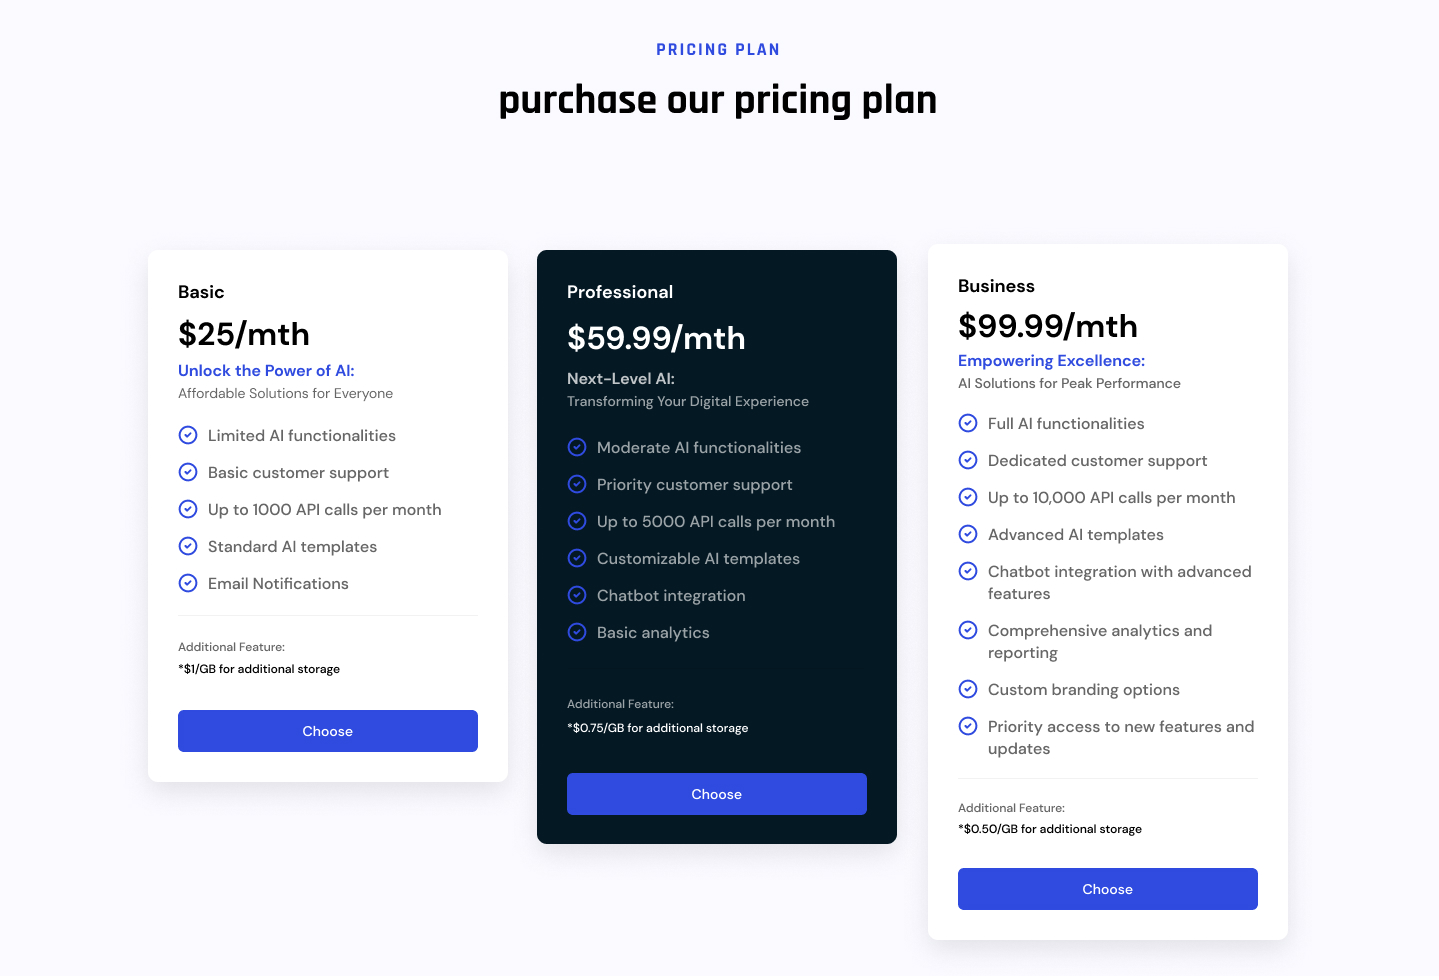 PRICING PLAN
purchase our pricing plan
Basic
$25/mth
Unlock the Power of AI:
Affordable Solutions for Everyone
Limited AI functionalities
Basic customer support
Up to 1000 API calls per month
Standard AI templates
Email Notifications
Additional Feature:
*$1/GB for additional storage
Choose
Professional
$59.99/mth
Next-Level AI:
Transforming Your Digital Experience
Moderate AI functionalities
Priority customer support
Up to 5000 API calls per month
Customizable AI templates
Chatbot integration
Basic analytics
Additional Feature:
*$0.75/GB for additional storage
Choose
Business
$99.99/mth
Empowering Excellence:
AI Solutions for Peak Performance
Full AI functionalities
Dedicated customer support
Up to 10,000 API calls per month
Advanced AI templates
Chatbot integration with advanced
features
Comprehensive analytics and
reporting
Custom branding options
Priority access to new features and
updates
Additional Feature:
*$0.50/GB for additional storage
Choose